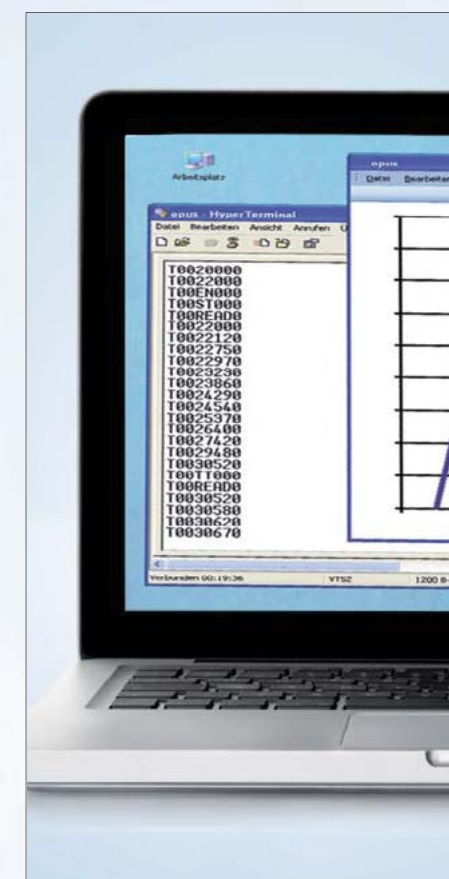 Arbeitsplatz
opus - HyperTerminal
Datei Bearbeiten Ansicht Anrufen Ü
T0020000
T0022000
T00EN000
T00ST000
T00READ0
T0022000
T0022120
T0022750
T0022970
T0023230
T0023860
T0024290
T0024540
T0025370
T0026400
T0027420
T0029480
T0030520
T00TT000
T00READ0
T0030520
T0030580
T0030620
T0030670
Verbunden 00:19:36 VT52 1200 8-
opus
Datei Bearbeiten